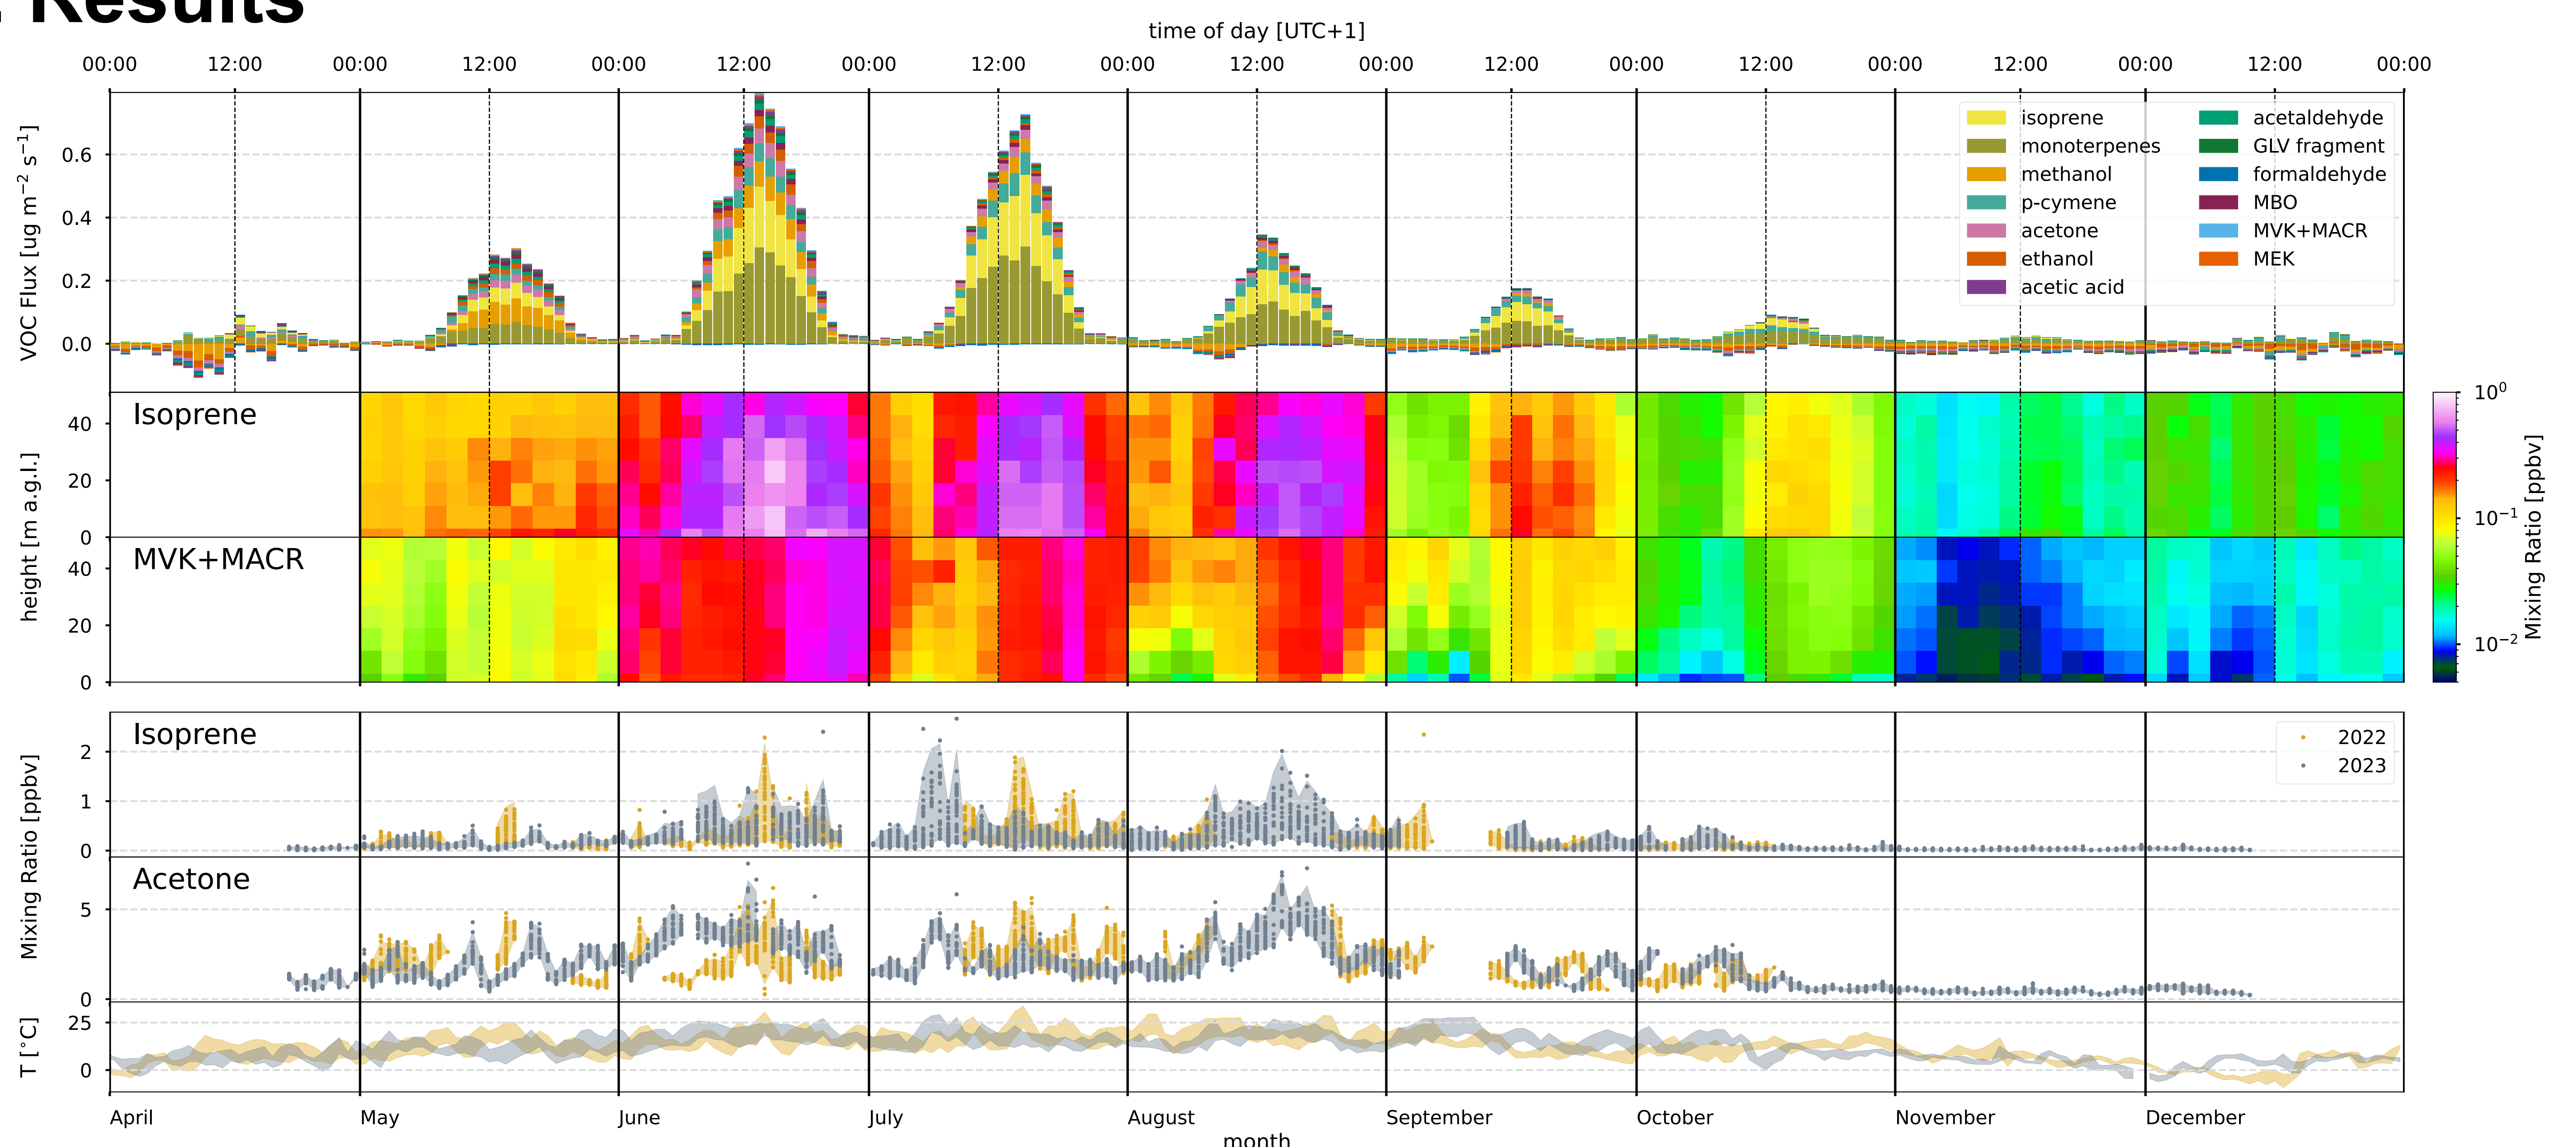 . Results
time of day [UTC+1]
00:00 12:00 00:00 12:00 00:00 12:00 00:00 12:00 00:00 12:00 00:00 12:00 00:00 12:00 00:00 12:00 00:00 12:00 00:00
VOC Flux [ug m⁻² s⁻¹]
0.6
0.4
0.2
0.0
isoprene
monoterpenes
methanol
p-cymene
acetone
ethanol
acetic acid
acetaldehyde
GLV fragment
formaldehyde
MBO
MVK+MACR
MEK
height [m a.g.l.]
Isoprene
40
20
0
MVK+MACR
40
20
0
10⁰
10⁻¹
10⁻²
Mixing Ratio [ppbv]
Mixing Ratio [ppbv]
Isoprene
2
1
0
2022
2023
Acetone
5
0
T [°C]
25
0
April May June July August September October November December
month